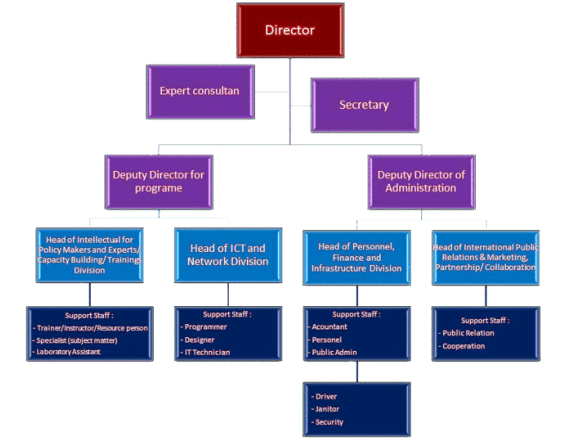 Director
Expert consultan
Secretary
Deputy Director for
programe
Deputy Director of
Administration
Head of Intellectual for
Policy Makers and Experts/
Capacity Building/ Trainings
Division
Head of ICT and
Network Division
Head of Personnel,
Finance and
Infrastructure Division
Head of International Public
Relations & Marketing,
Partnership/ Collaboration
Support Staff :
- Trainer/Instructor/Resource person
- Specialist (subject matter)
- Laboratory Assistant
Support Staff :
- Programmer
- Designer
- IT Technician
Support Staff :
- Acountant
- Personel
- Public Admin
Support Staff :
- Public Relation
- Cooperation
- Driver
- Janitor
- Security